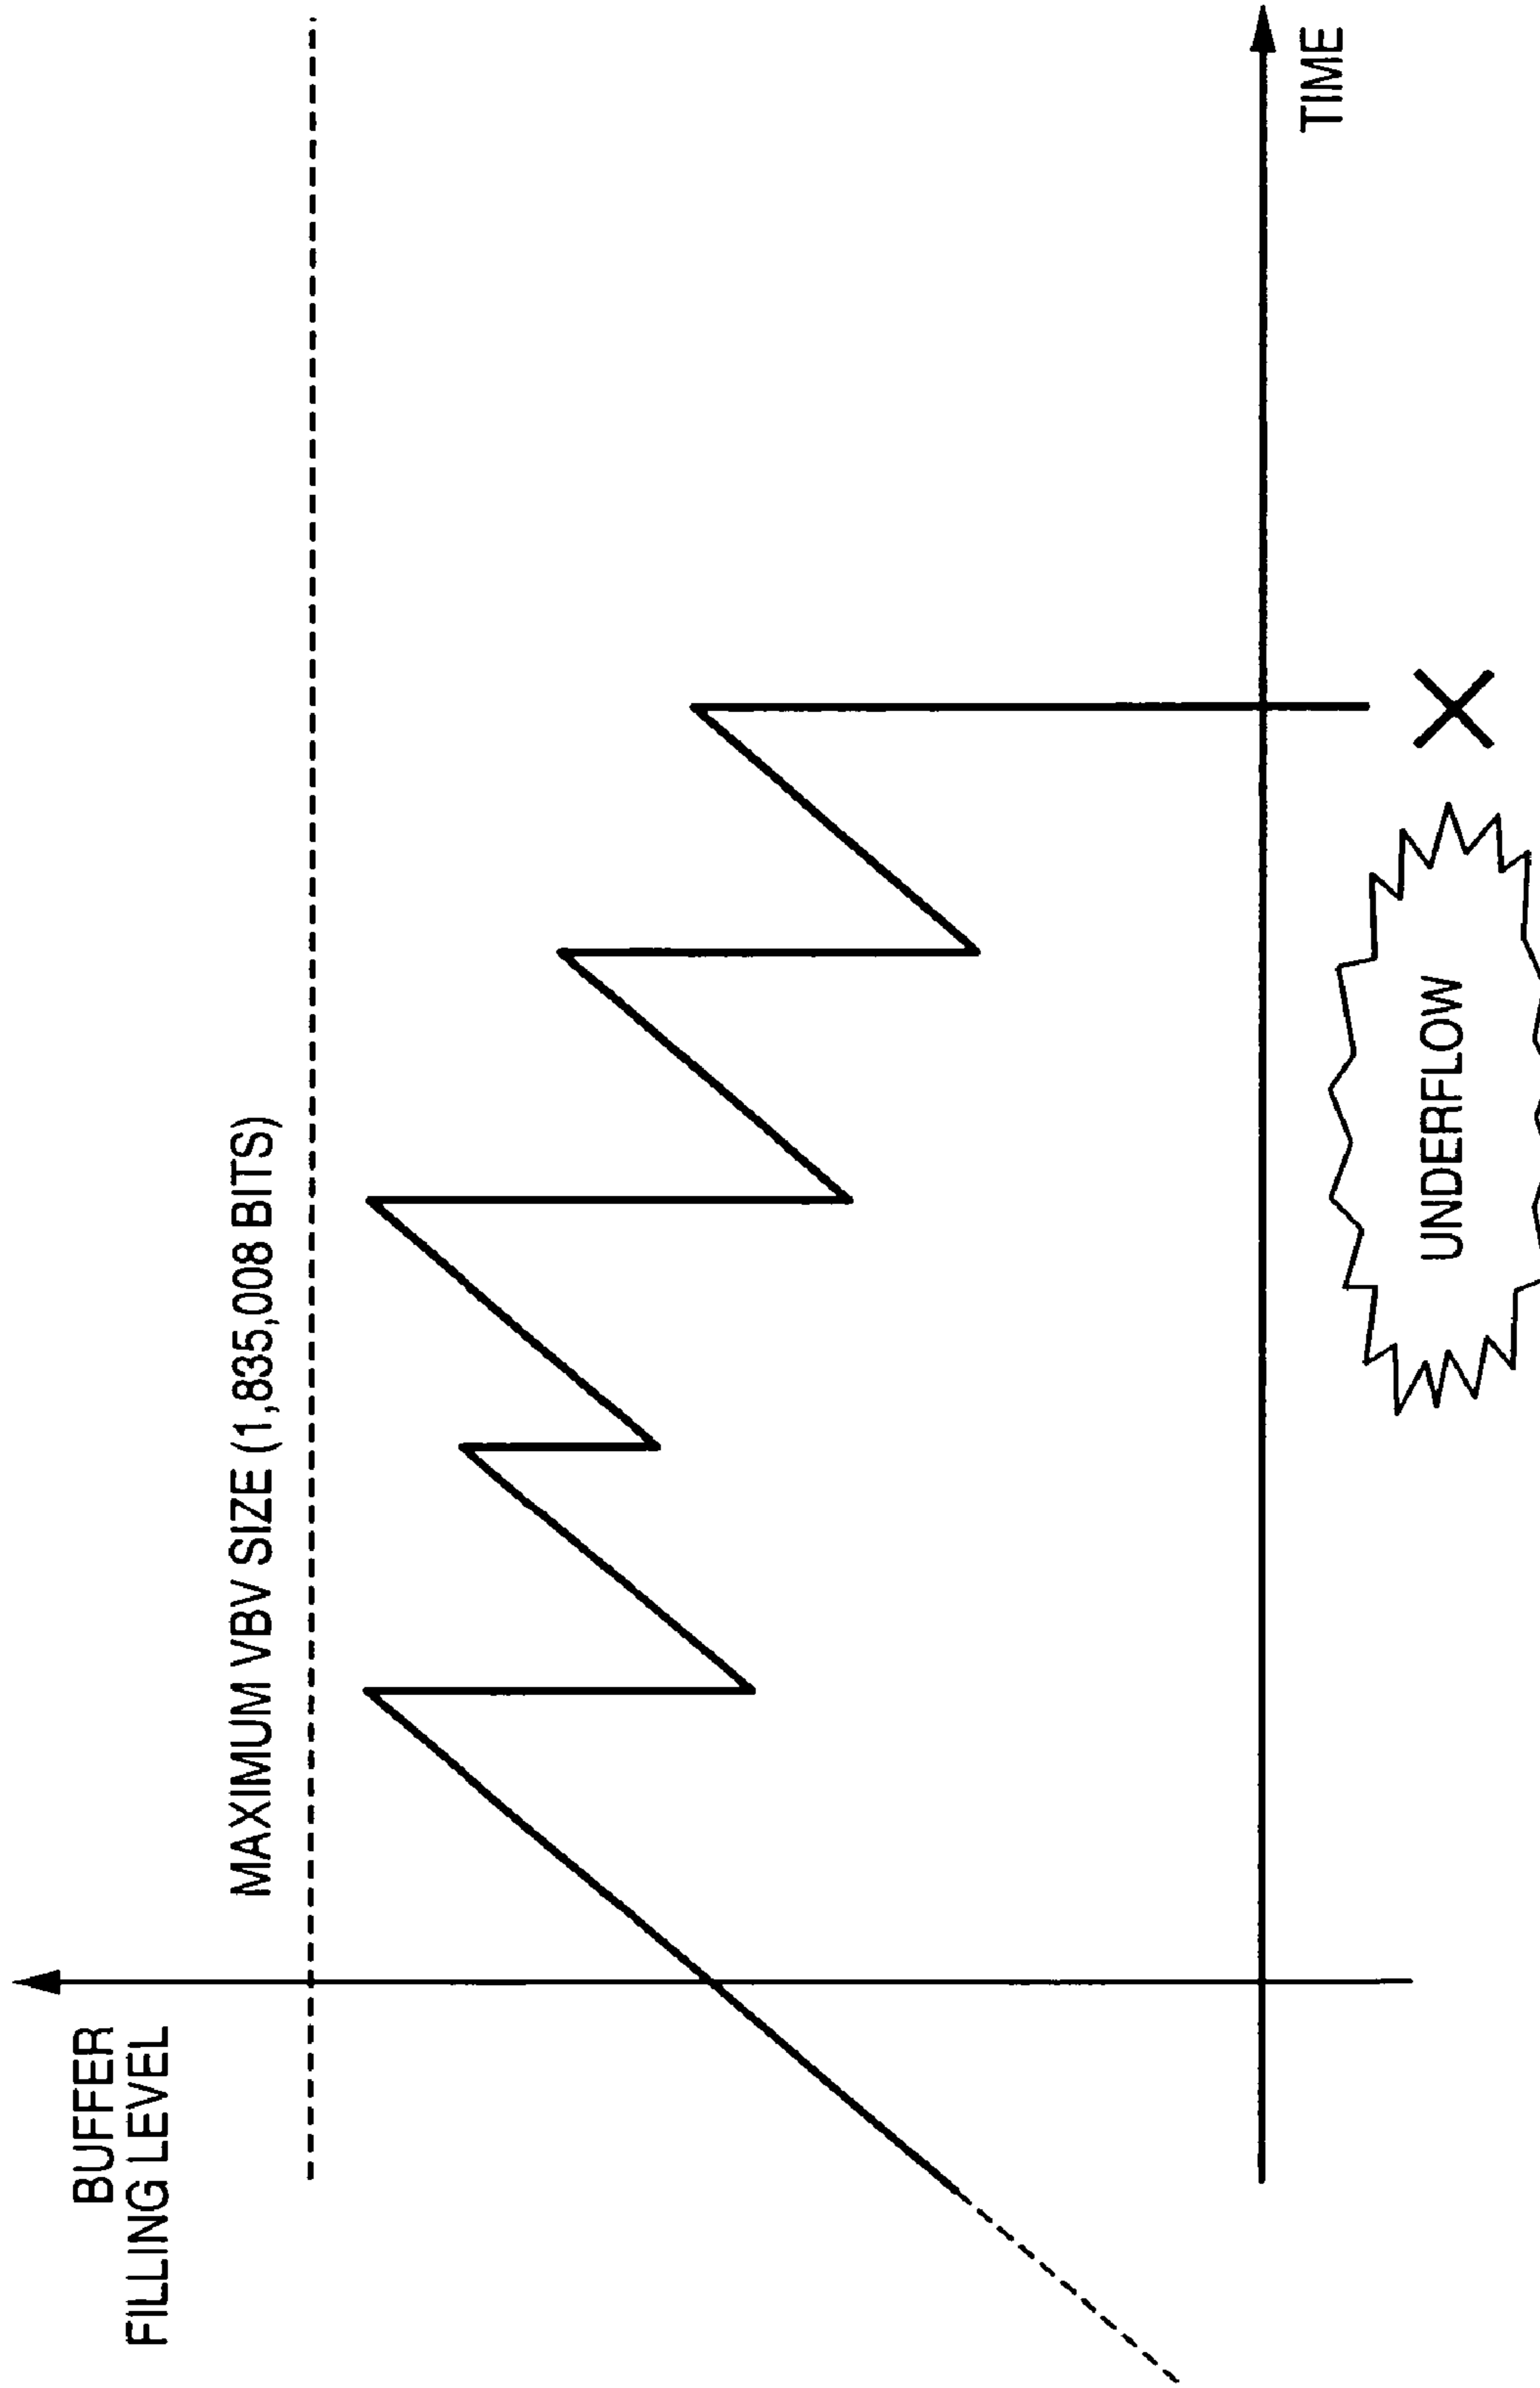 BUFFER
FILLING LEVEL
MAXIMUM VBV SIZE (1,835,008 BITS)
TIME
UNDERFLOW